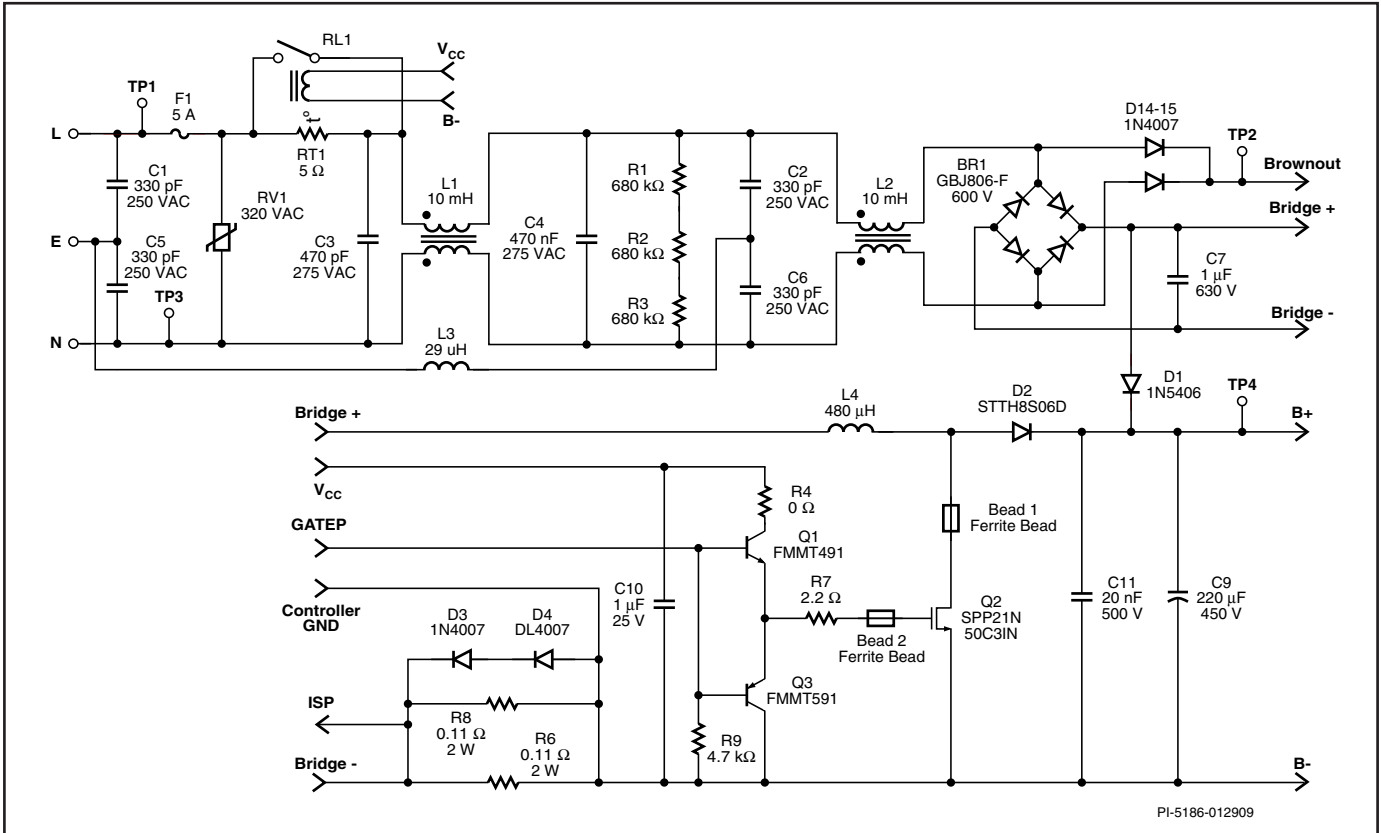 RL1
V_CC
B-
TP1
F1
5 A
L
t°
RT1
5 Ω
C1
330 pF
250 VAC
RV1
320 VAC
E
C5
330 pF
250 VAC
TP3
C3
470 pF
275 VAC
N
L1
10 mH
C4
470 nF
275 VAC
L3
29 uH
R1
680 kΩ
R2
680 kΩ
R3
680 kΩ
C2
330 pF
250 VAC
C6
330 pF
250 VAC
L2
10 mH
BR1
GBJ806-F
600 V
D14-15
1N4007
TP2
Brownout
Bridge +
C7
1 µF
630 V
Bridge -
D1
1N5406
TP4
B+
D2
STTH8S06D
L4
480 µH
Bridge +
V_CC
GATEP
Controller
GND
D3
1N4007
D4
DL4007
ISP
R8
0.11 Ω
2 W
R6
0.11 Ω
2 W
Bridge -
C10
1 µF
25 V
R4
0 Ω
Q1
FMMT491
R7
2.2 Ω
Bead 2
Ferrite Bead
Q3
FMMT591
R9
4.7 kΩ
Bead 1
Ferrite Bead
Q2
SPP21N
50C3IN
C11
20 nF
500 V
C9
220 µF
450 V
B-
PI-5186-012909